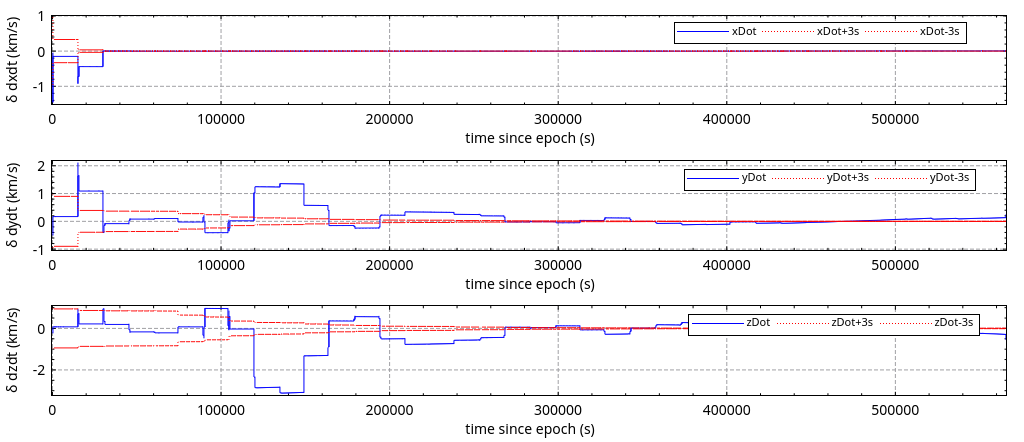 δ dxdt (km/s)
1
0
-1
xDot xDot+3s xDot-3s
0 100000 200000 300000 400000 500000
time since epoch (s)
δ dydt (km/s)
2
1
0
-1
yDot yDot+3s yDot-3s
0 100000 200000 300000 400000 500000
time since epoch (s)
δ dzdt (km/s)
0
-2
zDot zDot+3s zDot-3s
0 100000 200000 300000 400000 500000
time since epoch (s)